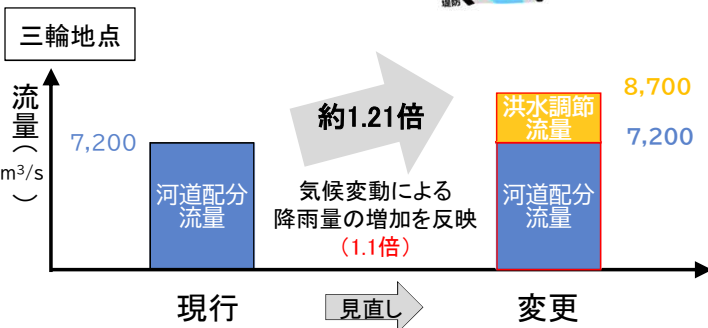 堤防
三輪地点
流量(m³/s)
7,200
河道配分
流量
約1.21倍
気候変動による
降雨量の増加を反映
(1.1倍)
8,700
洪水調節
流量
7,200
河道配分
流量
現行
見直し
変更